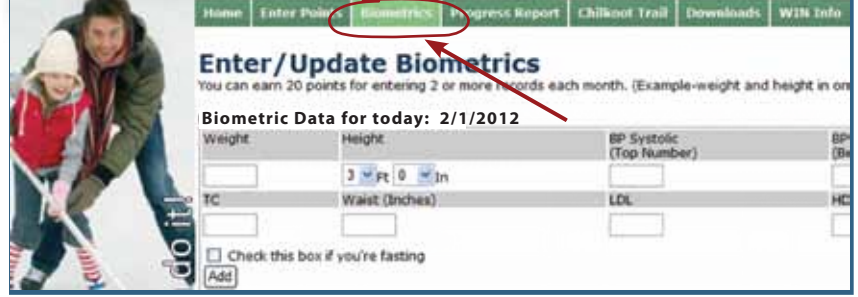 Home Enter Points Biometrics Progress Report Chilkoot Trail Downloads WIN Info
Enter/Update Biometrics
You can earn 20 points for entering 2 or more records each month. (Example-weight and height in
Biometric Data for today: 2/1/2012
Weight Height BP Systolic
(Top Number)
3 Ft 0 In
TC Waist (Inches) LDL
Check this box if you're fasting
Add
do it!